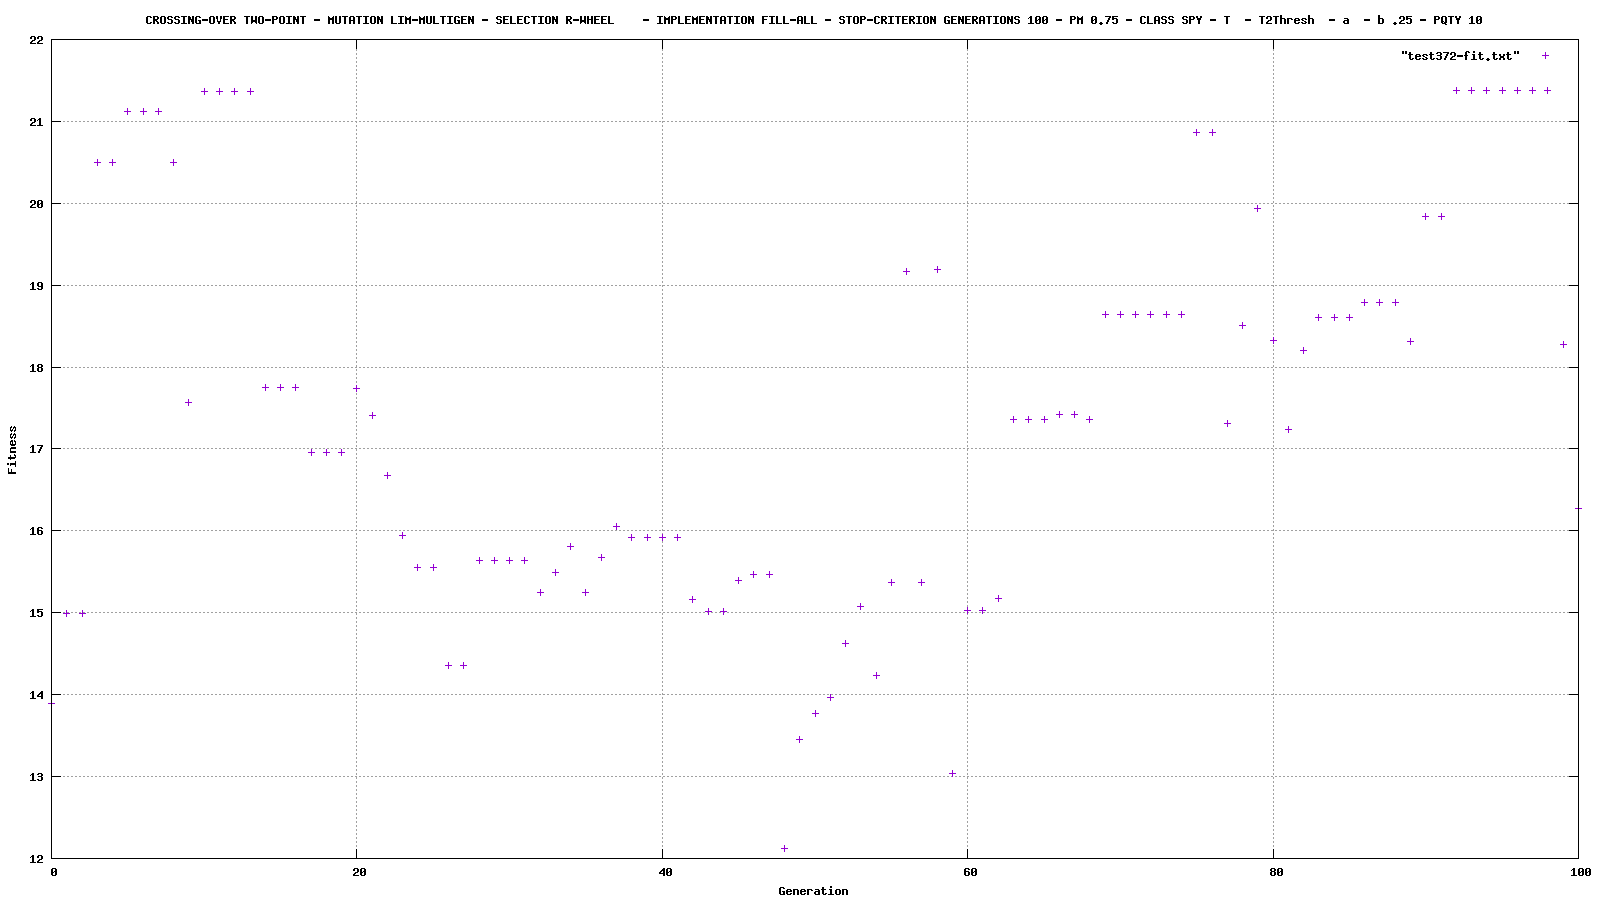 CROSSING-OVER TWO-POINT - MUTATION LIM-MULTIGEN - SELECTION R-WHEEL    - IMPLEMENTATION FILL-ALL - STOP-CRITERION GENERATIONS 100 - PM 0.75 - CLASS SPY - T  - T2Thresh  - a  - b .25 - PQTY 10
"test372-fit.txt"
22
21
20
19
18
17
16
15
14
13
12
Fitness
0 20 40 60 80 100
Generation